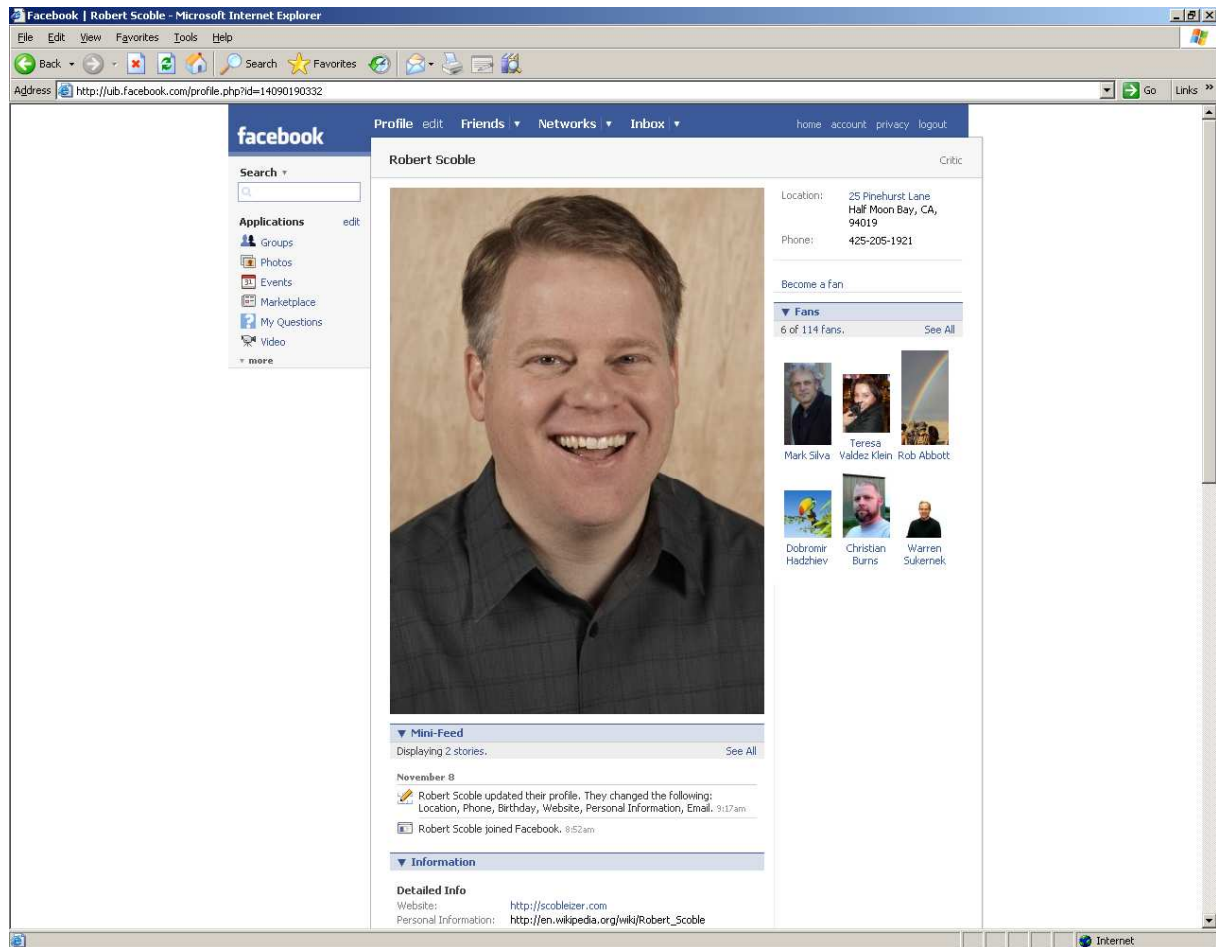 Facebook | Robert Scoble - Microsoft Internet Explorer
File Edit View Favorites Tools Help
Back Search Favorites
Address http://uib.facebook.com/profile.php?id=14090190332 Go Links »
facebook
Profile edit Friends Networks Inbox home account privacy logout
Search
Applications edit
Groups
Photos
31 Events
Marketplace
? My Questions
Video
more
Robert Scoble Critic
Location: 25 Pinehurst Lane
Half Moon Bay, CA,
94019
Phone: 425-205-1921
Become a fan
Fans
6 of 114 fans. See All
Mark Silva
Teresa
Valdez Klein
Rob Abbott
Dobromir
Hadzhiev
Christian
Burns
Warren
Sukernek
Mini-Feed
Displaying 2 stories. See All
November 8
Robert Scoble updated their profile. They changed the following:
Location, Phone, Birthday, Website, Personal Information, Email. 9:17am
Robert Scoble joined Facebook. 8:52am
Information
Detailed Info
Website: http://scobleizer.com
Personal Information: http://en.wikipedia.org/wiki/Robert_Scoble
Internet